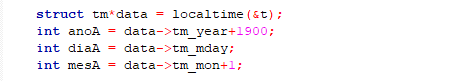 struct tm*data = localtime(&t);
int anoA = data->tm_year+1900;
int diaA = data->tm_mday;
int mesA = data->tm_mon+1;